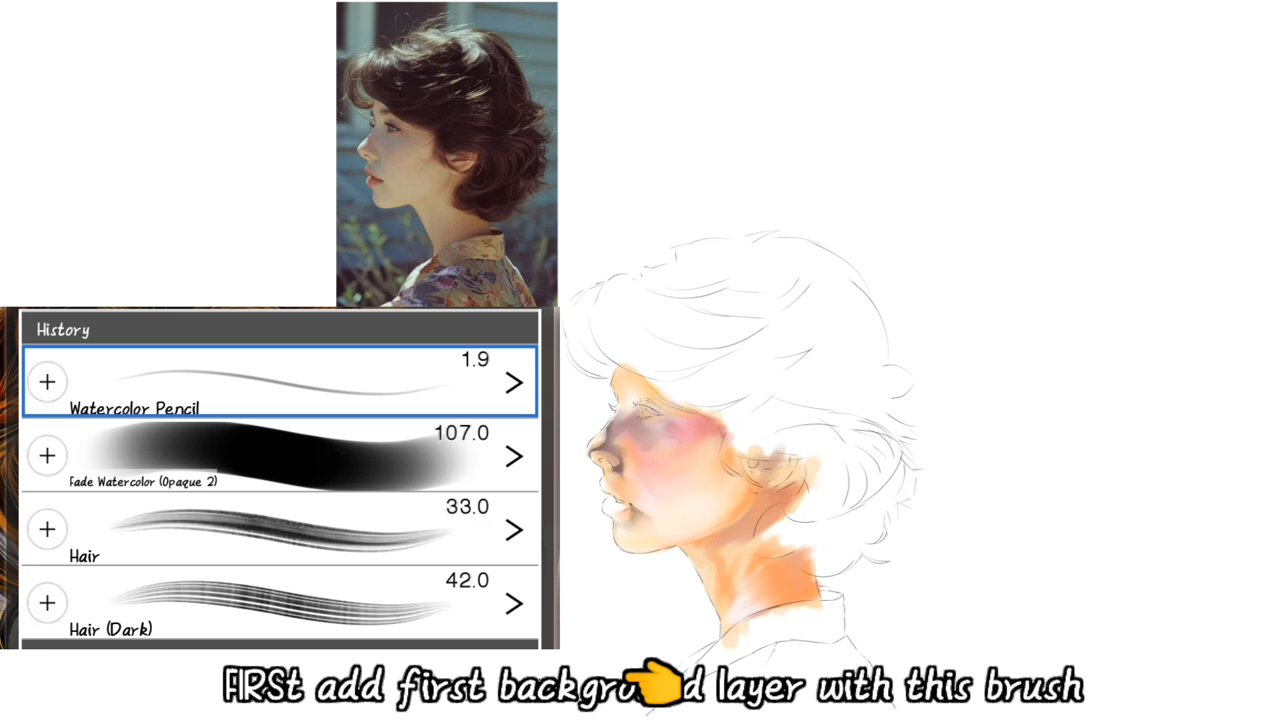 History
1.9
Watercolor Pencil
107.0
Fade Watercolor (Opaque 2)
33.0
Hair
42.0
Hair (Dark)
FIRSt add first layer with this brush